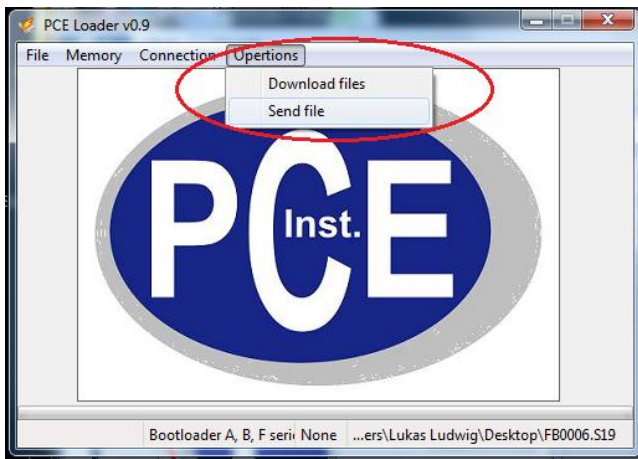 PCE Loader v0.9
File Memory Connection Opertions
Download files
Send file
PCE
Inst.
Bootloader A, B, F seri None ...ers\Lukas Ludwig\Desktop\FB0006.S19